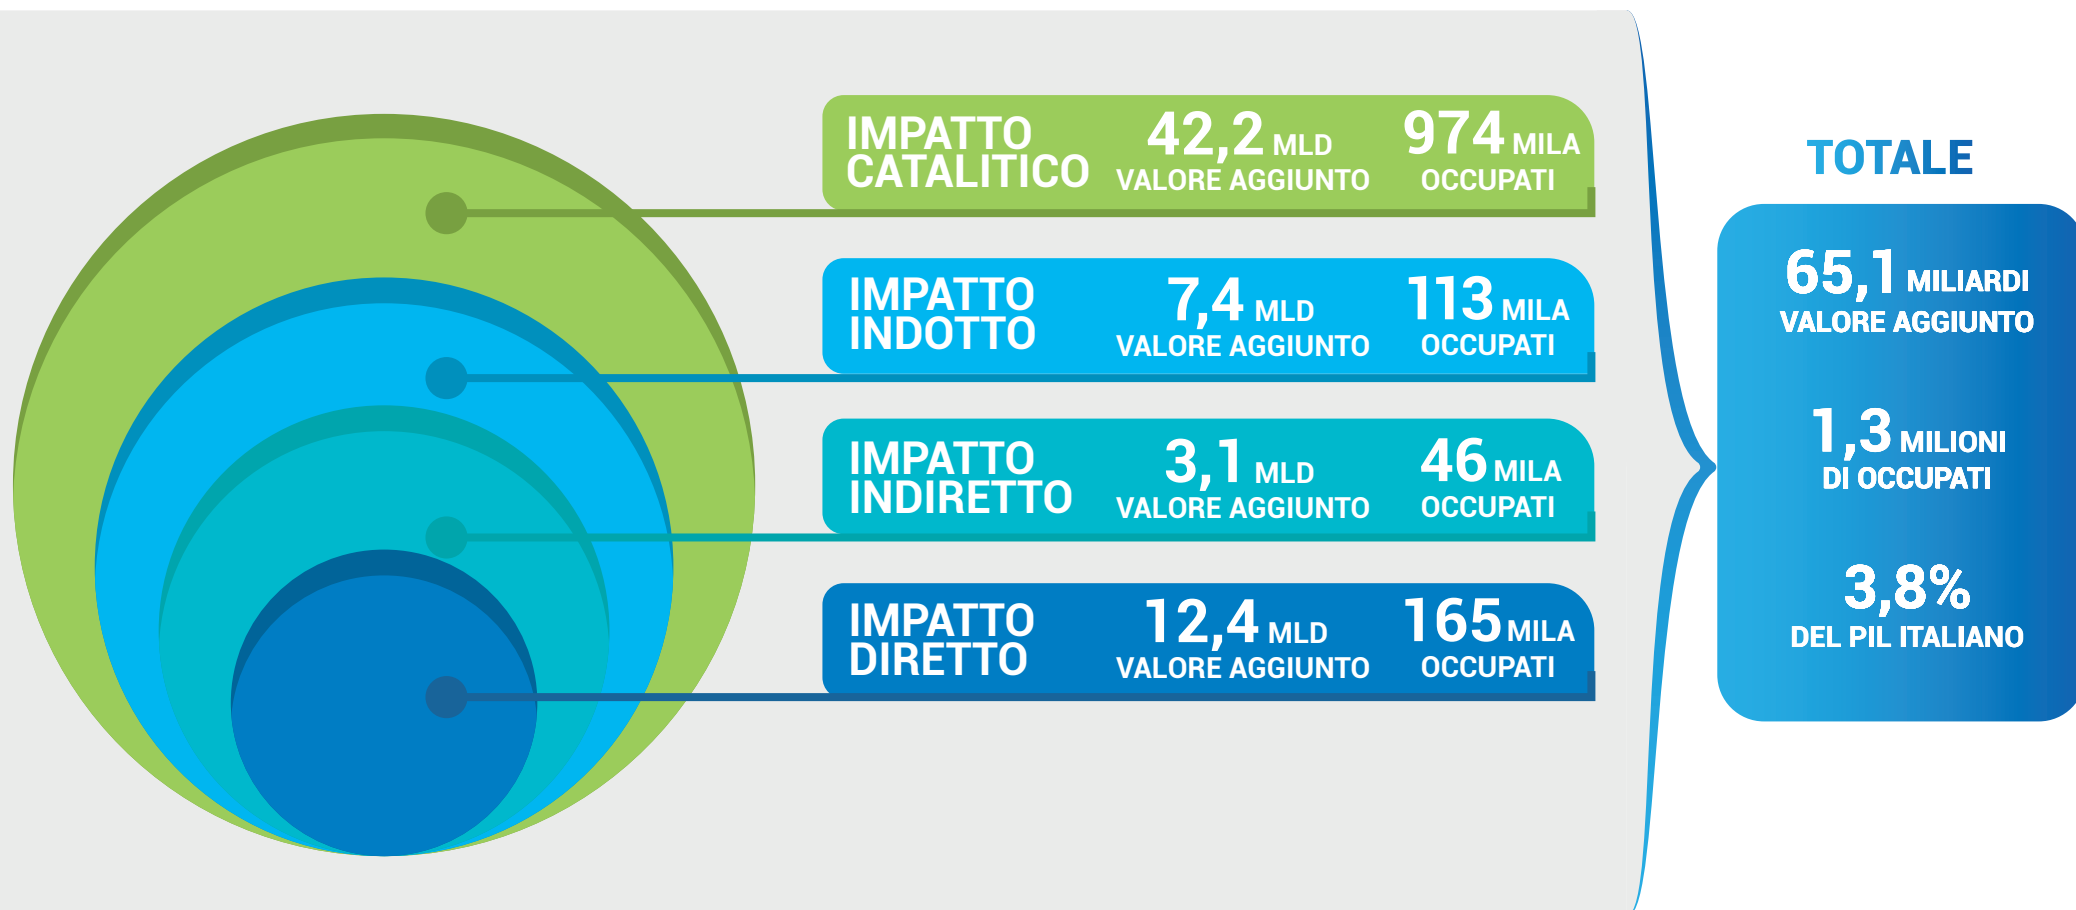 IMPATTO
CATALITICO
42,2 MLD
VALORE AGGIUNTO
974 MILA
OCCUPATI
IMPATTO
INDOTTO
7,4 MLD
VALORE AGGIUNTO
113 MILA
OCCUPATI
IMPATTO
INDIRETTO
3,1 MLD
VALORE AGGIUNTO
46 MILA
OCCUPATI
IMPATTO
DIRETTO
12,4 MLD
VALORE AGGIUNTO
165 MILA
OCCUPATI
TOTALE
65,1 MILIARDI
VALORE AGGIUNTO
1,3 MILIONI
DI OCCUPATI
3,8%
DEL PIL ITALIANO